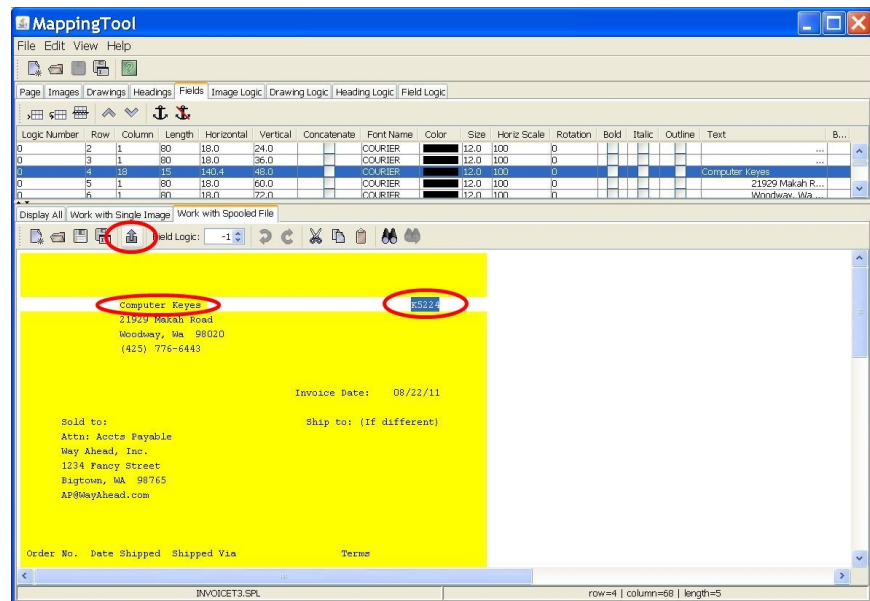 MappingTool
File Edit View Help
Page Images Drawings Headings Fields Image Logic Drawing Logic Heading Logic Field Logic
Logic Number Row Column Length Horizontal Vertical Concatenate Font Name Color Size Horiz Scale Rotation Bold Italic Outline Text B...
0 2 1 80 18.0 24.0 COURIER 12.0 100 0 ...
0 3 1 80 18.0 36.0 COURIER 12.0 100 0 ...
0 4 18 15 140.4 48.0 COURIER 12.0 100 0 Computer Keyes
0 5 1 80 18.0 60.0 COURIER 12.0 100 0 21929 Makah R...
0 6 1 80 18.0 72.0 COURIER 12.0 100 0 Woodway, Wa ...
Display All Work with Single Image Work with Spooled File
Field Logic: -1
Computer Keyes K5224
21929 Makah Road
Woodway, Wa 98020
(425) 776-6443
Invoice Date: 08/22/11
Sold to: Ship to: (If different)
Attn: Accts Payable
Way Ahead, Inc.
1234 Fancy Street
Bigtown, WA 98765
AP@WayAhead.com
Order No. Date Shipped Shipped Via Terms
INVOICET3.SPL row=4 | column=68 | length=5